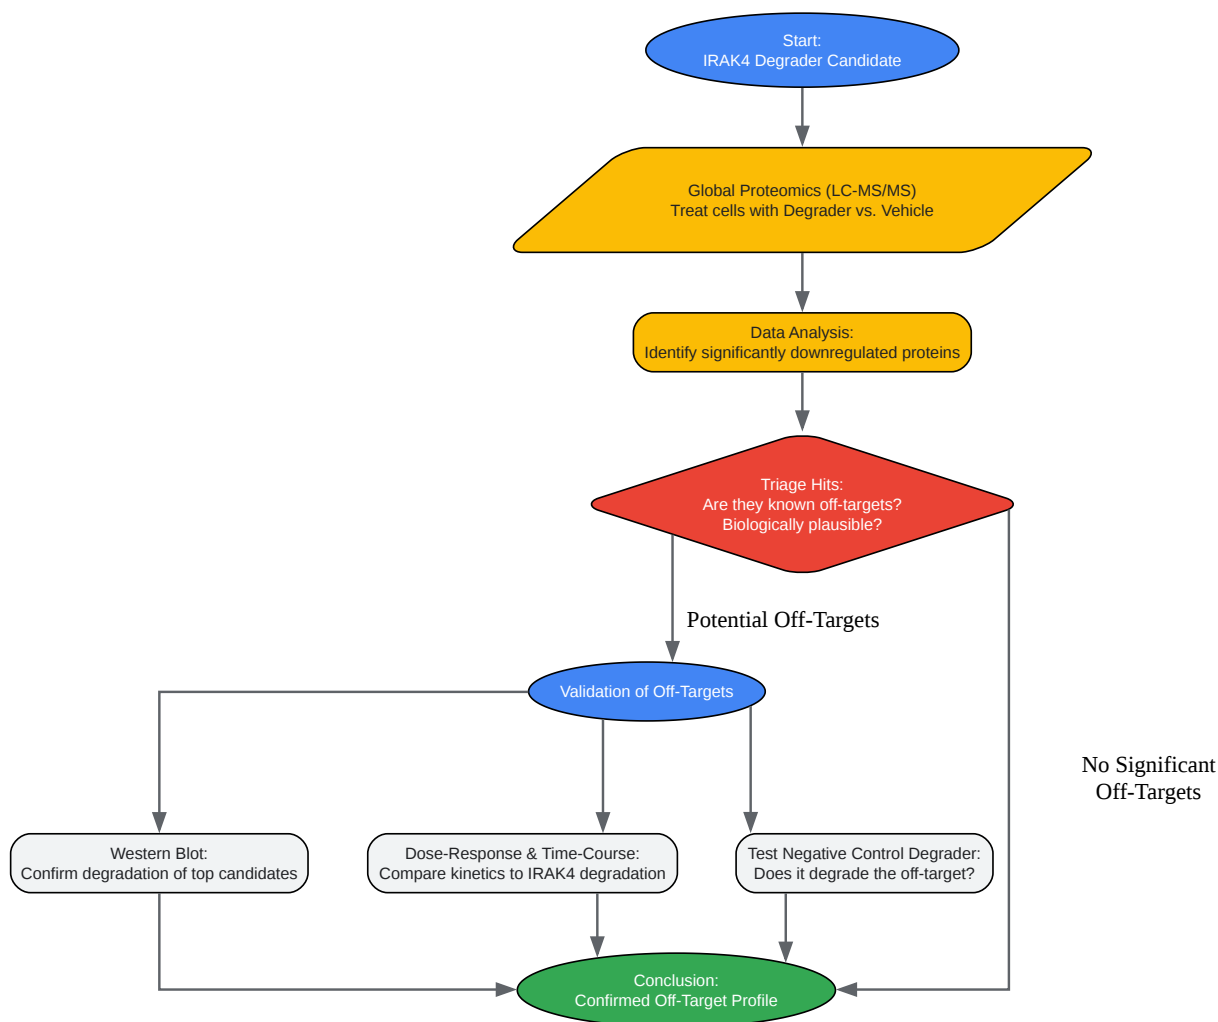 Start:
IRAK4 Degrader Candidate
Global Proteomics (LC-MS/MS)
Treat cells with Degrader vs. Vehicle
Data Analysis:
Identify significantly downregulated proteins
Triage Hits:
Are they known off-targets?
Biologically plausible?
Potential Off-Targets
Validation of Off-Targets
No Significant
Off-Targets
Western Blot:
Confirm degradation of top candidates
Dose-Response & Time-Course:
Compare kinetics to IRAK4 degradation
Test Negative Control Degrader:
Does it degrade the off-target?
Conclusion:
Confirmed Off-Target Profile